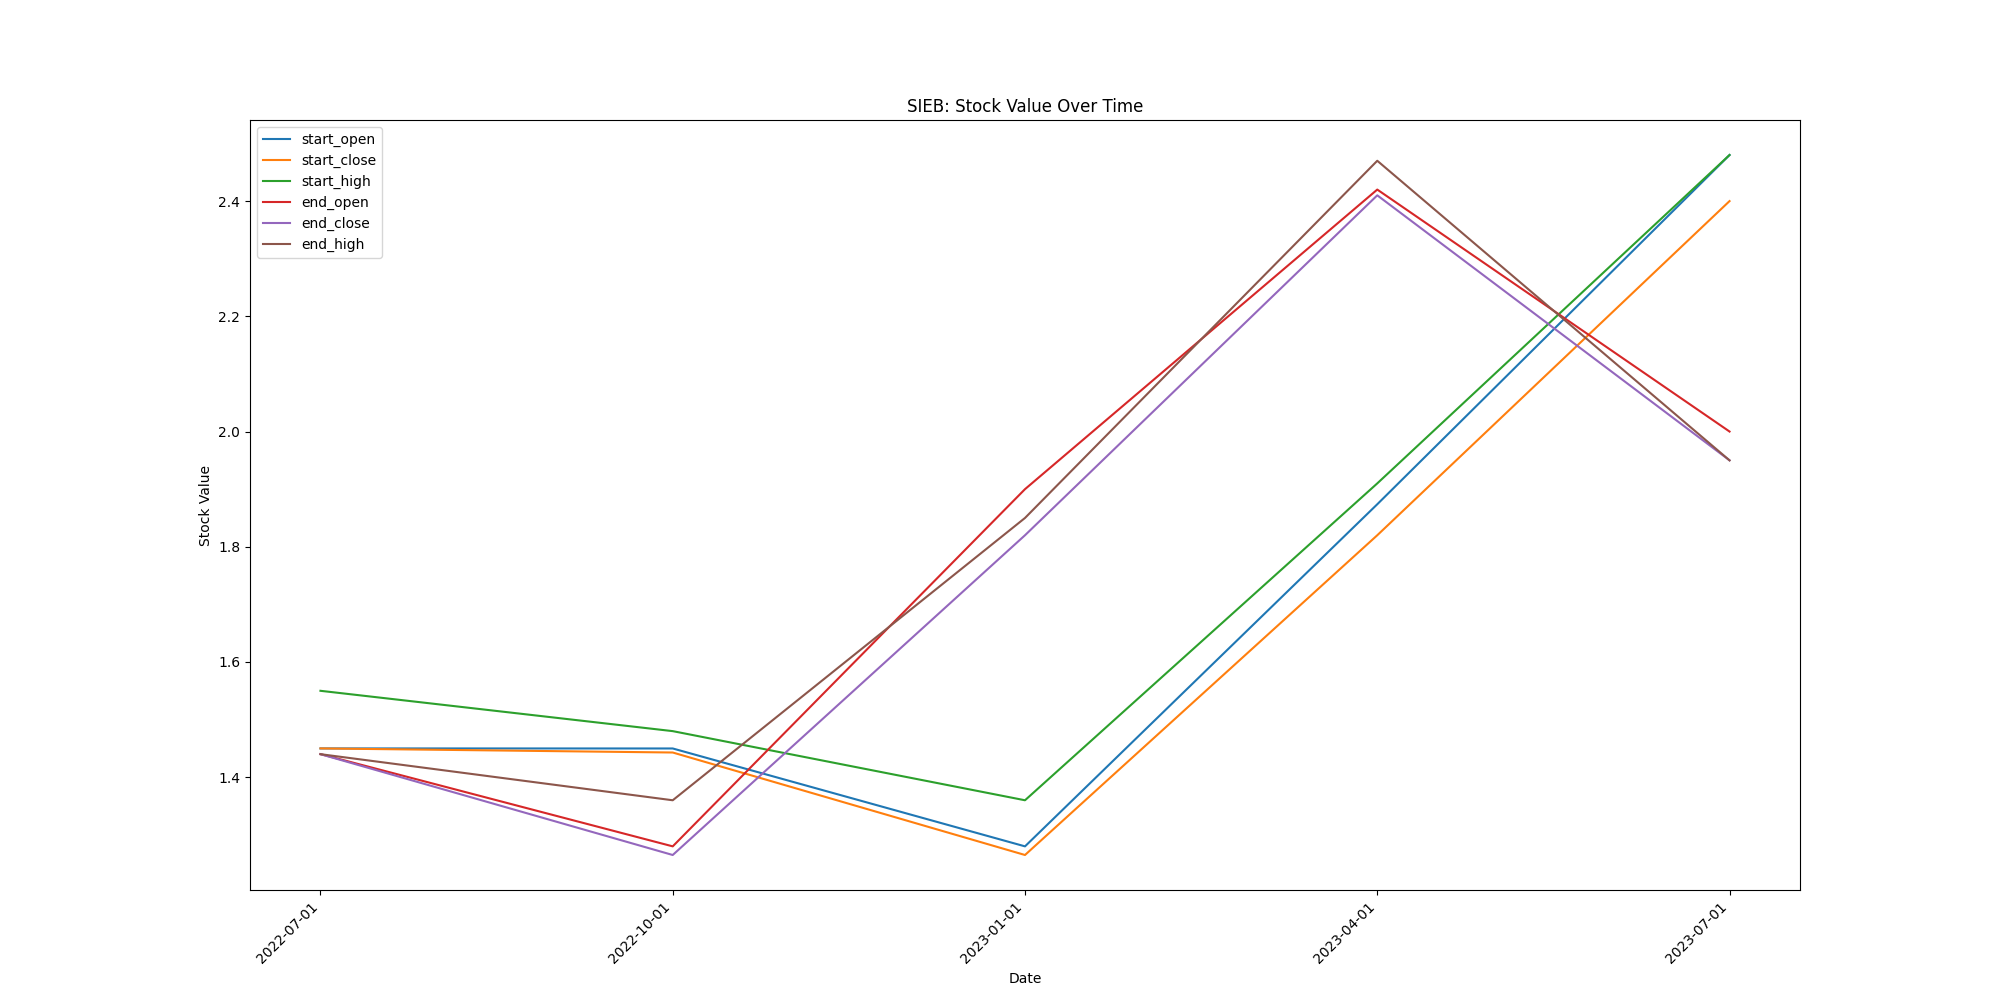 SIEB: Stock Value Over Time
start_open
start_close
start_high
end_open
end_close
end_high
Stock Value
2.4
2.2
2.0
1.8
1.6
1.4
2022-07-01
2022-10-01
2023-01-01
2023-04-01
2023-07-01
Date